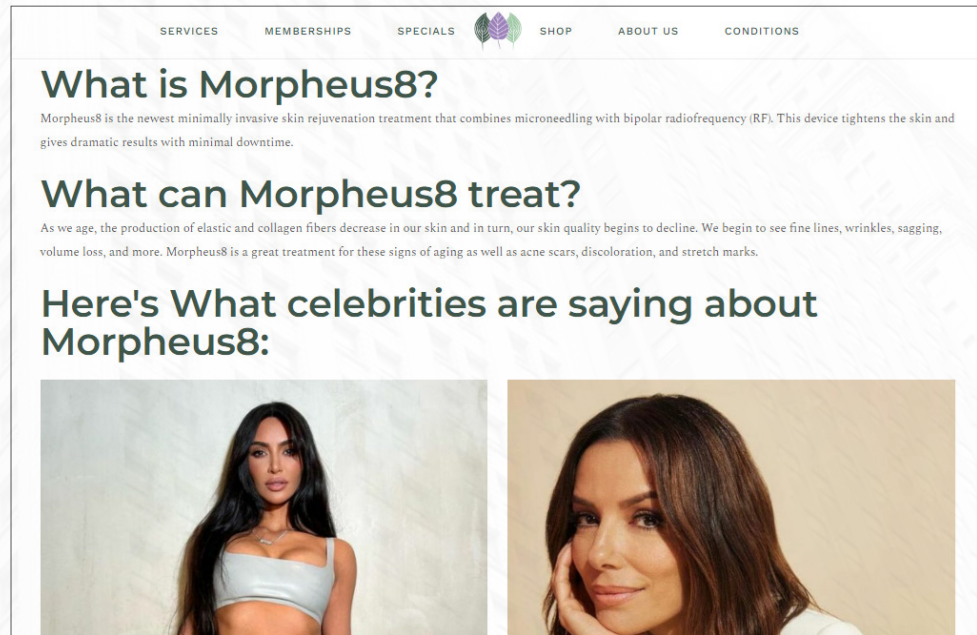 SERVICES MEMBERSHIPS SPECIALS SHOP ABOUT US CONDITIONS
What is Morpheus8?
Morpheus8 is the newest minimally invasive skin rejuvenation treatment that combines microneedling with bipolar radiofrequency (RF). This device tightens the skin and
gives dramatic results with minimal downtime.
What can Morpheus8 treat?
As we age, the production of elastic and collagen fibers decrease in our skin and in turn, our skin quality begins to decline. We begin to see fine lines, wrinkles, sagging,
volume loss, and more. Morpheus8 is a great treatment for these signs of aging as well as acne scars, discoloration, and stretch marks.
Here's What celebrities are saying about
Morpheus8: